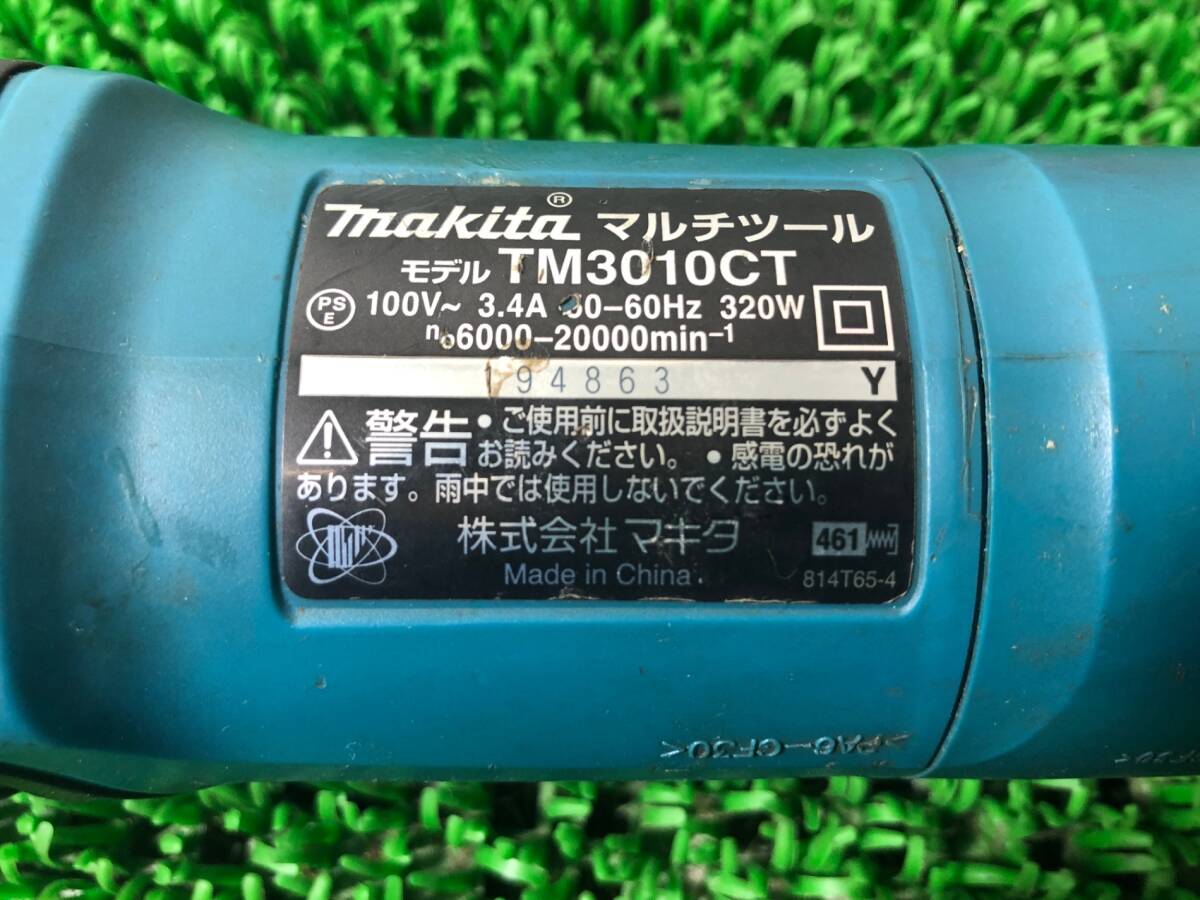 makita® マルチツール
モデル TM3010CT
PS E 100V~ 3.4A 50–60Hz 320W
n₀6000–20000min⁻¹
194863 Y
警告 • ご使用前に取扱説明書を必ずよく
お読みください。 • 感電の恐れが
あります。雨中では使用しないでください。
株式会社 マキタ 461
Made in China 814T65-4
>PA6-GF30<